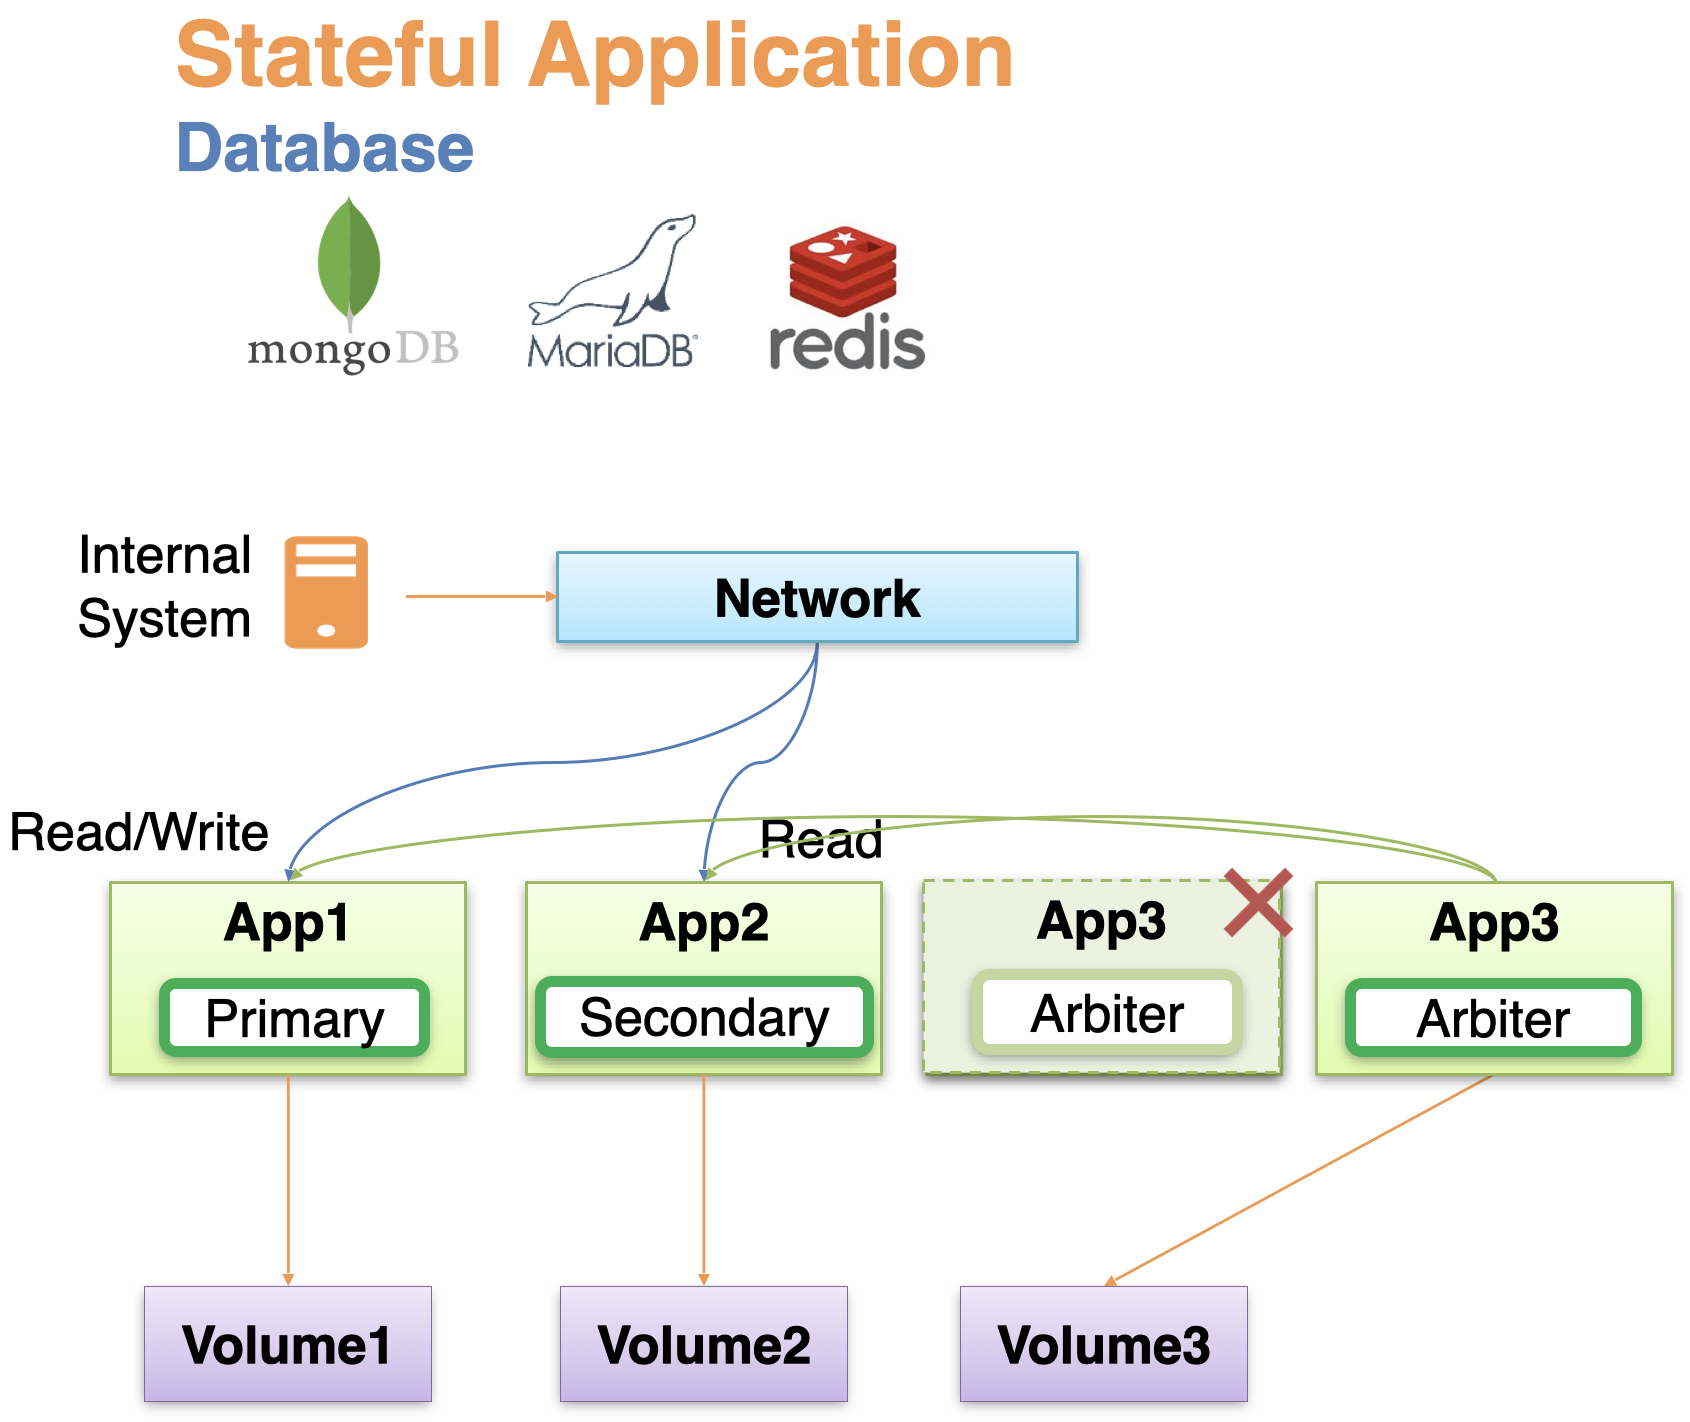 Stateful Application
Database
mongoDB
MariaDB
redis
Internal
System
Network
Read/Write
Read
App1
Primary
App2
Secondary
App3
Arbiter
App3
Arbiter
Volume1
Volume2
Volume3